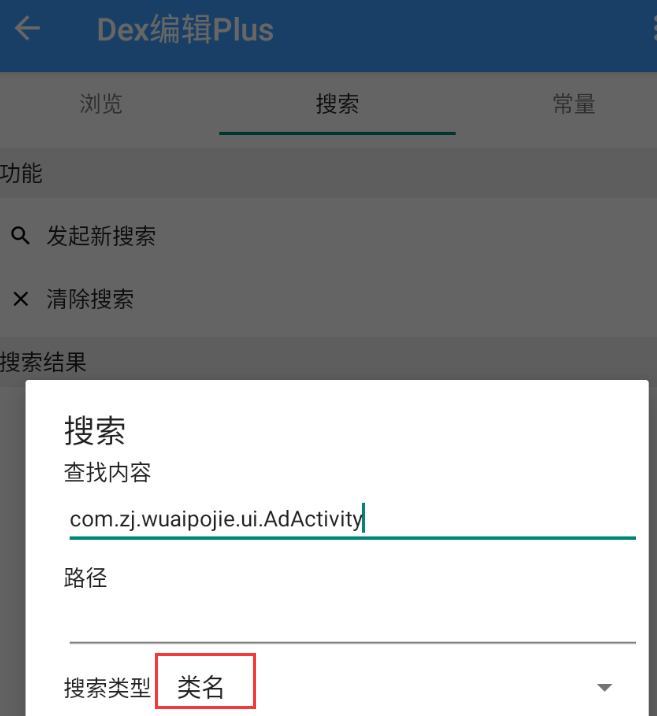 Dex编辑Plus
浏览 搜索 常量
功能
发起新搜索
清除搜索
搜索结果
搜索
查找内容
com.zj.wuaipojie.ui.AdActivity
路径
搜索类型 类名